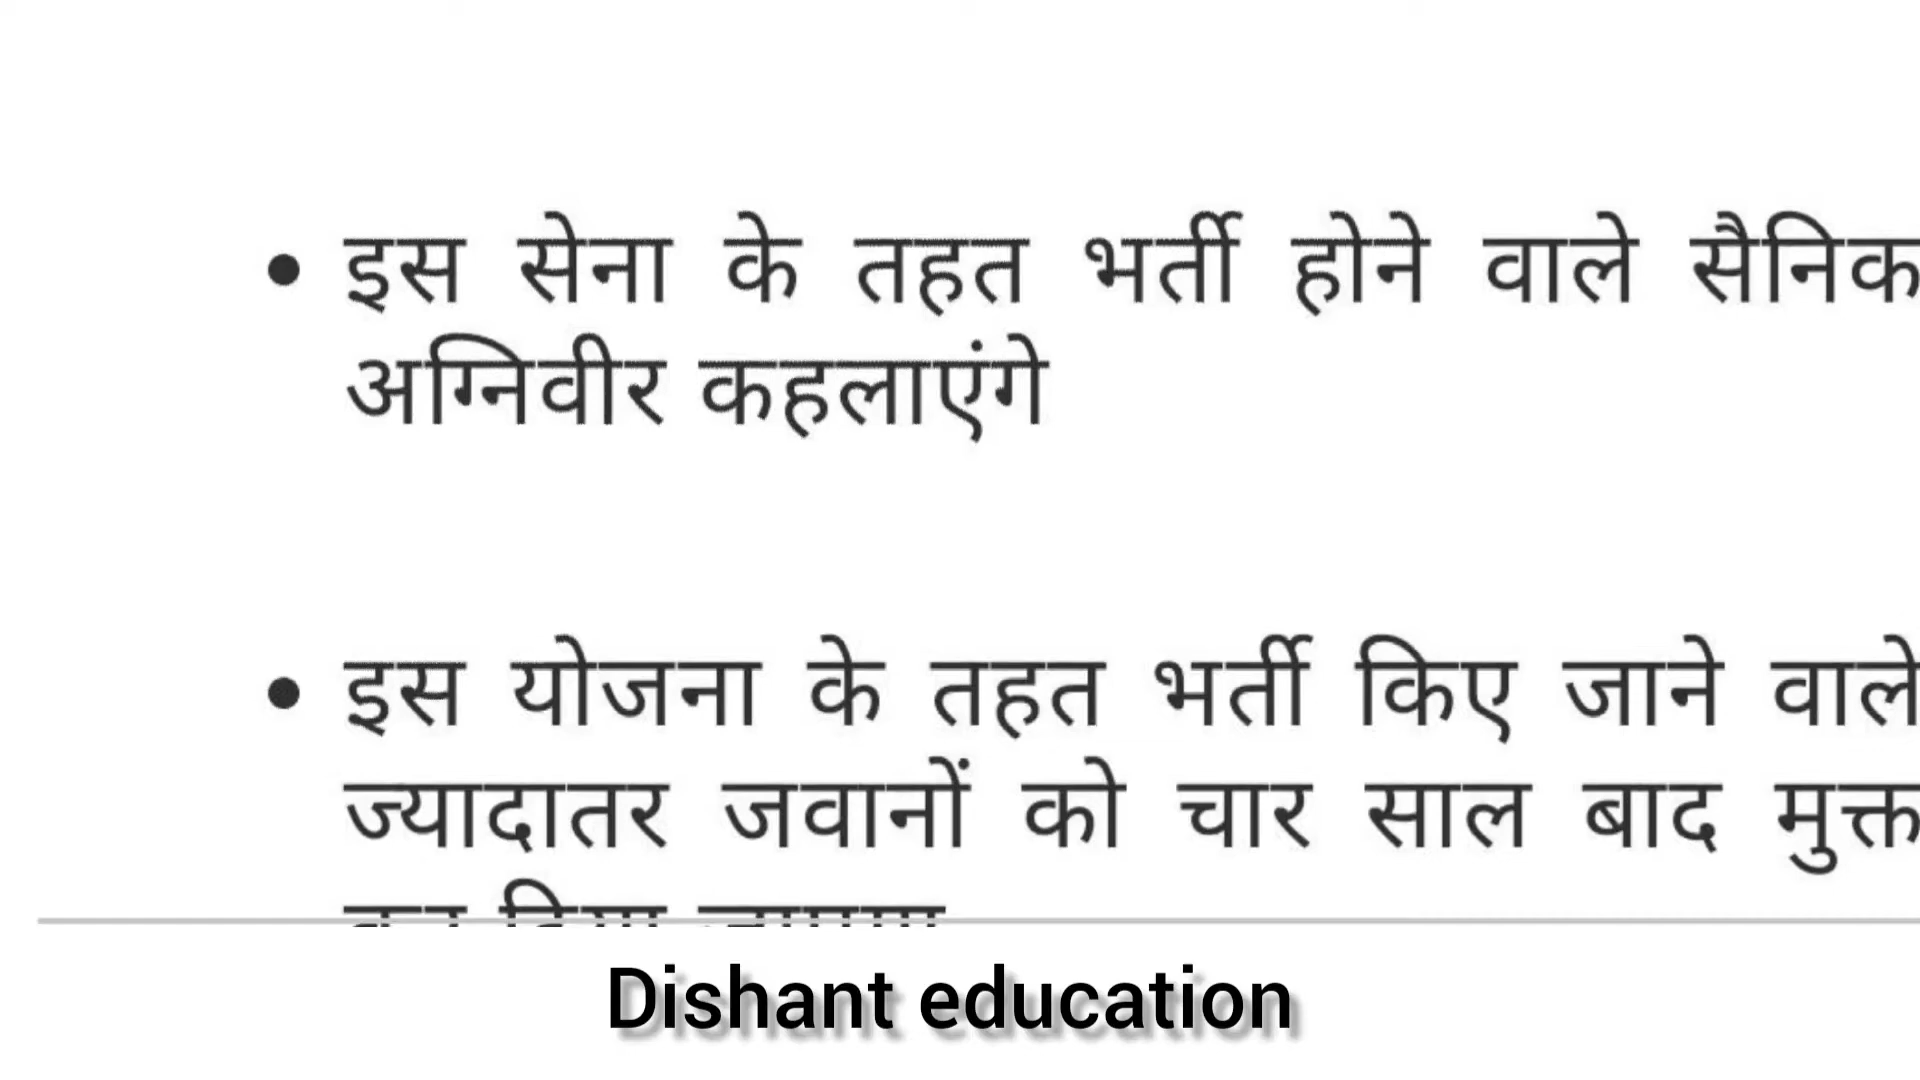 • इस सेना के तहत भर्ती होने वाले सैनिक
अग्निवीर कहलाएंगे
• इस योजना के तहत भर्ती किए जाने वाले
ज्यादातर जवानों को चार साल बाद मुक्त
Dishant education